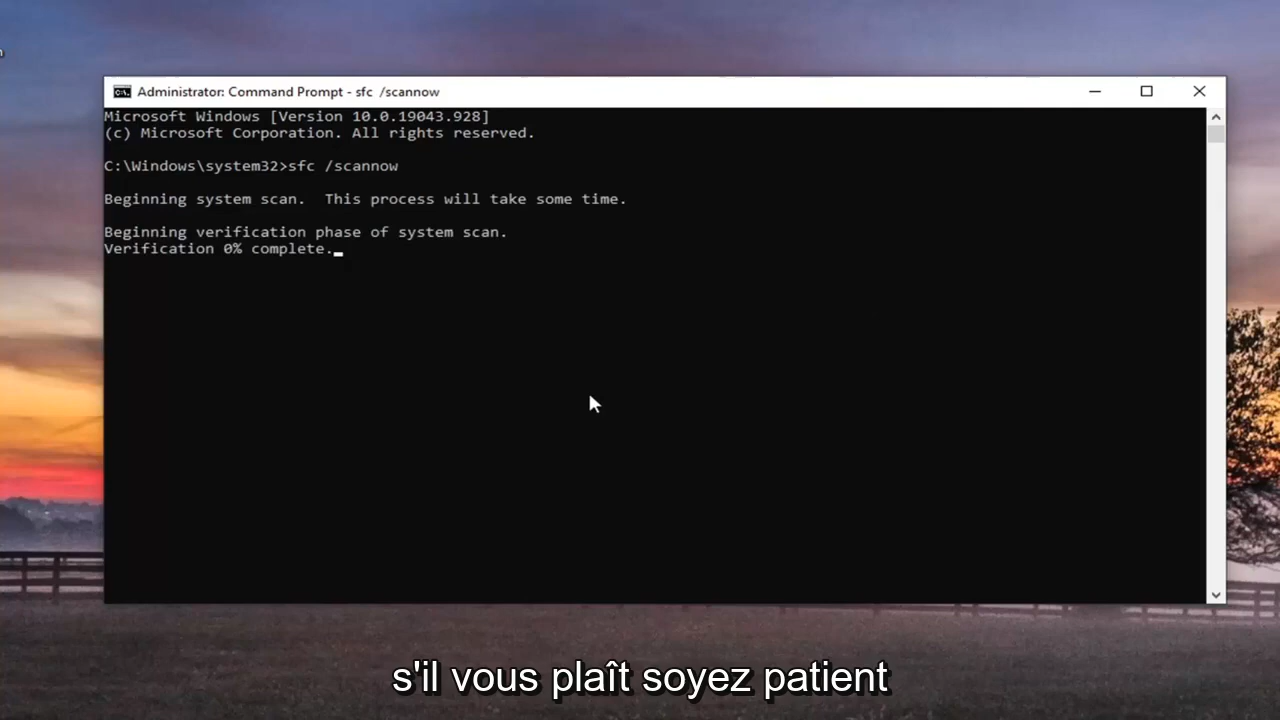 Administrator: Command Prompt - sfc  /scannow
Microsoft Windows [Version 10.0.19043.928]
(c) Microsoft Corporation. All rights reserved.
C:\Windows\system32>sfc /scannow
Beginning system scan.  This process will take some time.
Beginning verification phase of system scan.
Verification 0% complete.
s'il vous plaît soyez patient